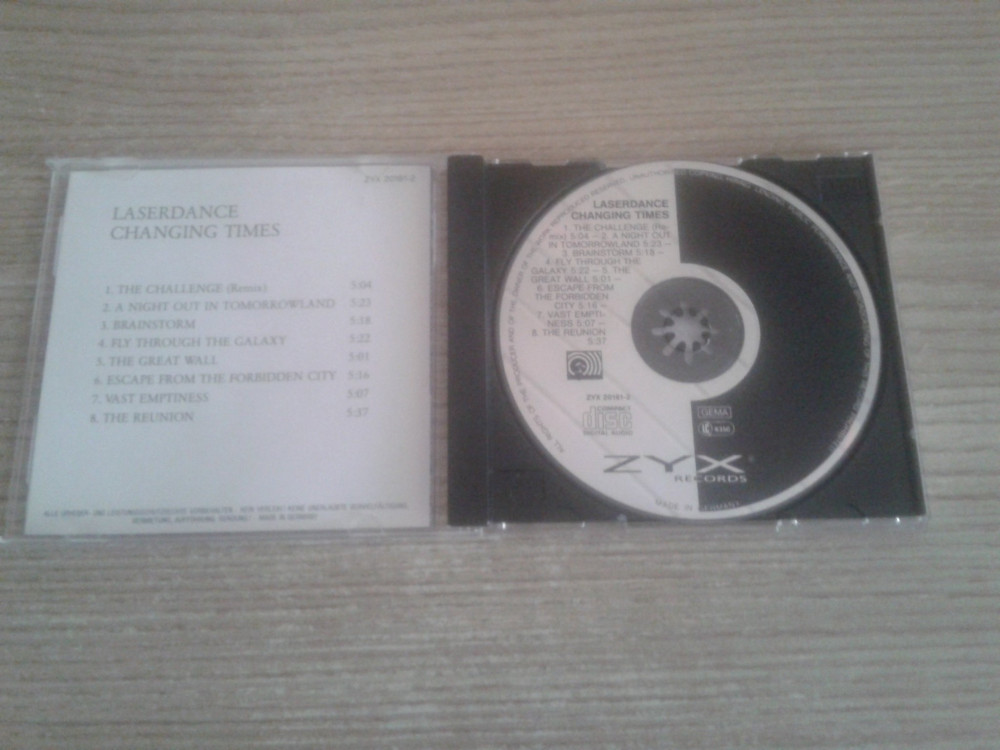 ZYX 20161-2
LASERDANCE
CHANGING TIMES
1. THE CHALLENGE (Remix) 5:04
2. A NIGHT OUT IN TOMORROWLAND 5:23
3. BRAINSTORM 5:18
4. FLY THROUGH THE GALAXY 5:22
5. THE GREAT WALL 5:01
6. ESCAPE FROM THE FORBIDDEN CITY 5:16
7. VAST EMPTINESS 5:07
8. THE REUNION 5:37
MADE IN GERMANY
LASERDANCE
CHANGING TIMES
1. THE CHALLENGE (Re-
mix) 5:04 – 2. A NIGHT OUT
IN TOMORROWLAND 5:23 –
3. BRAINSTORM 5:18 –
4. FLY THROUGH THE
GALAXY 5:22 – 5. THE
GREAT WALL 5:01 –
6. ESCAPE FROM
THE FORBIDDEN
CITY 5:16 –
7. VAST EMPTI-
NESS 5:07 –
8. THE REUNION
5:37
ZYX 20161-2
COMPACT
disc
DIGITAL AUDIO
GEMA
ZYX
RECORDS
MADE IN GERMANY